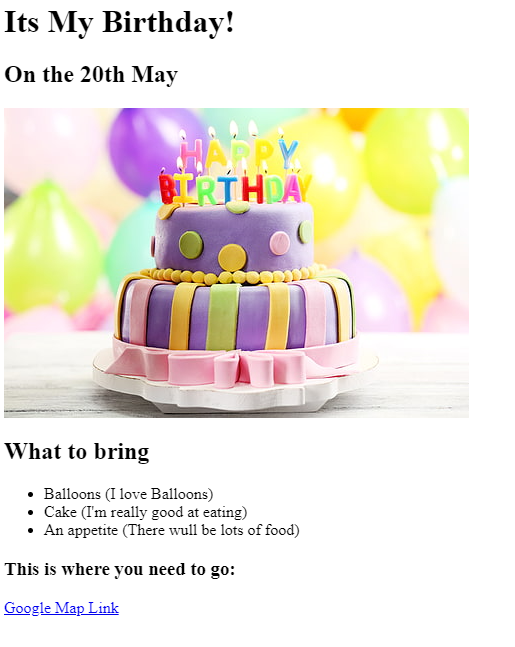 Its My Birthday!
On the 20th May
HAPPY
BIRTHDAY
What to bring
Balloons (I love Balloons)
Cake (I'm really good at eating)
An appetite (There wull be lots of food)
This is where you need to go:
Google Map Link